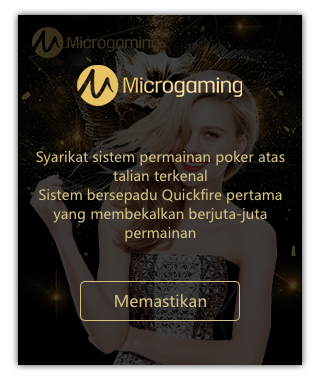 Microgaming
Microgaming
Syarikat sistem permainan poker atas
talian terkenal
Sistem bersepadu Quickfire pertama
yang membekalkan berjuta-juta
permainan
Memastikan